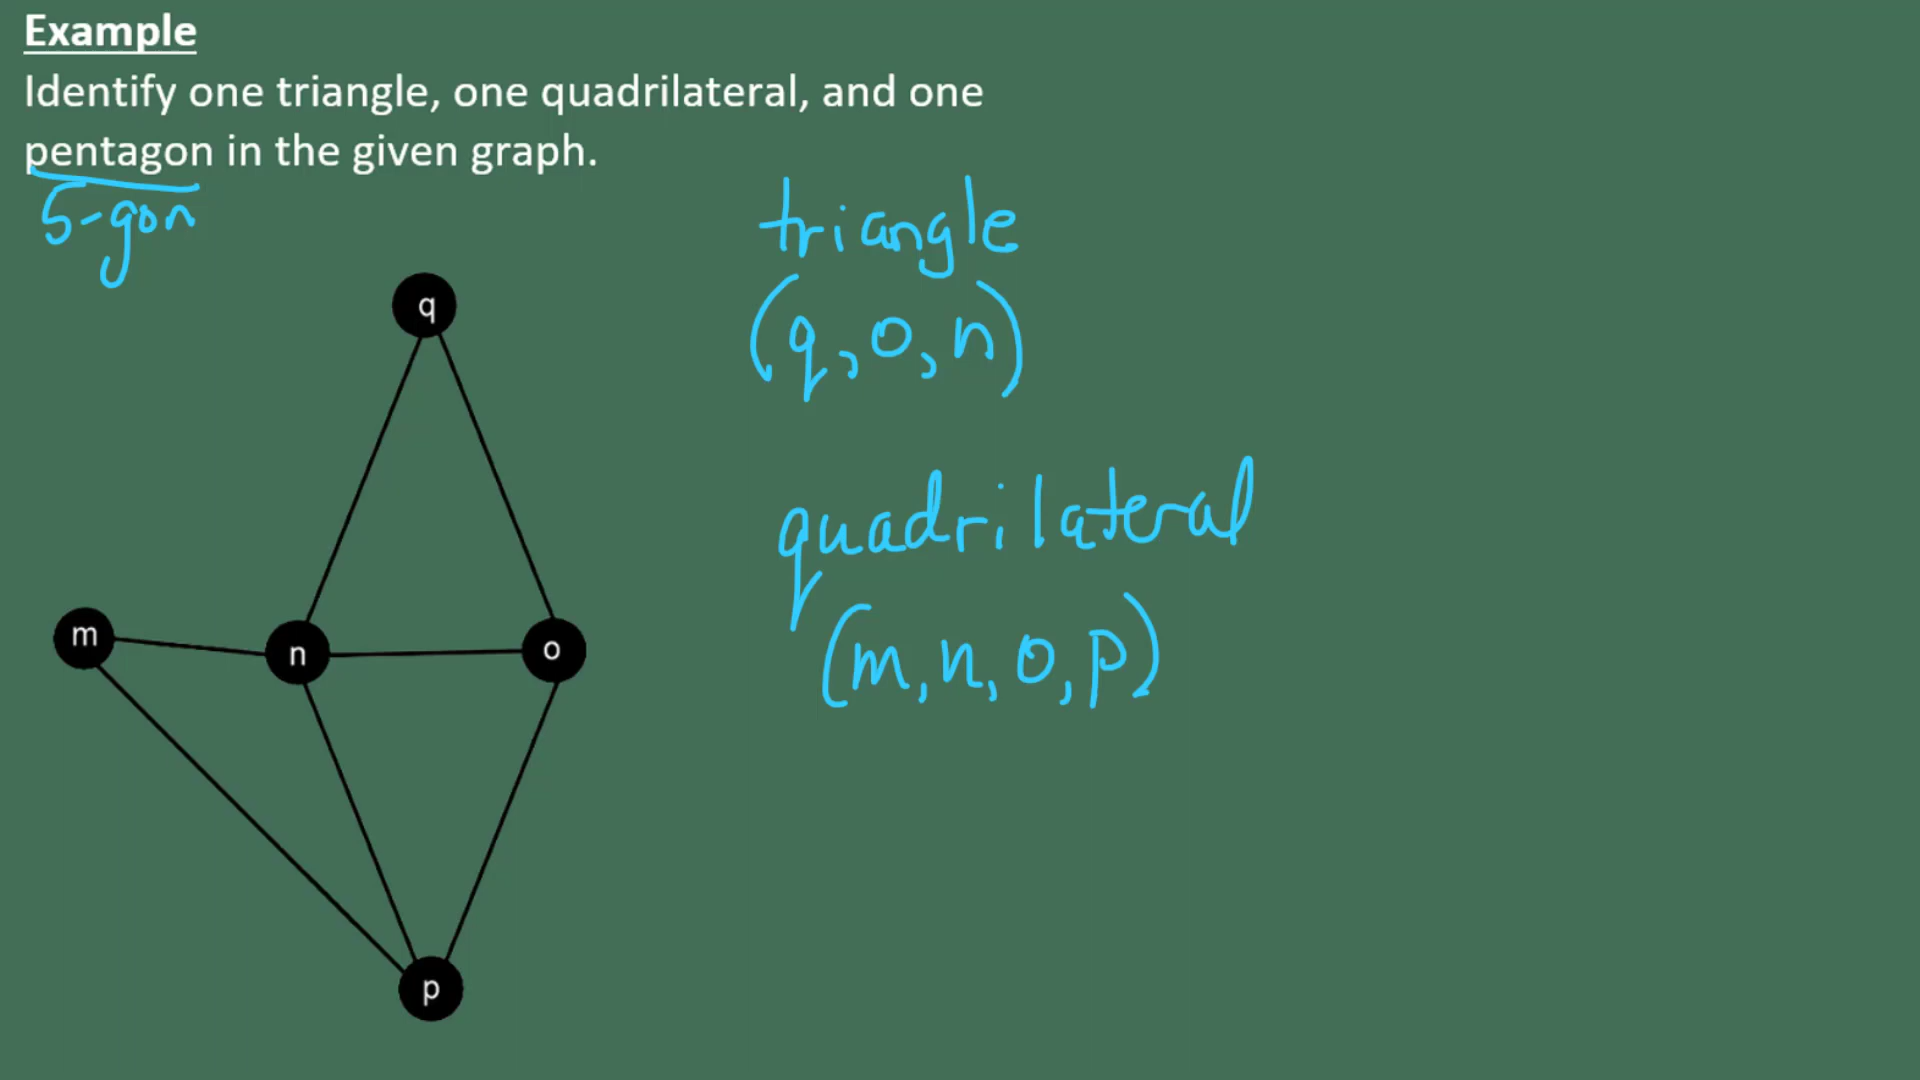 Example
Identify one triangle, one quadrilateral, and one
pentagon in the given graph.
5-gon
triangle
(q, o, n)
quadrilateral
(m, n, o, p)
q
m
n
o
p